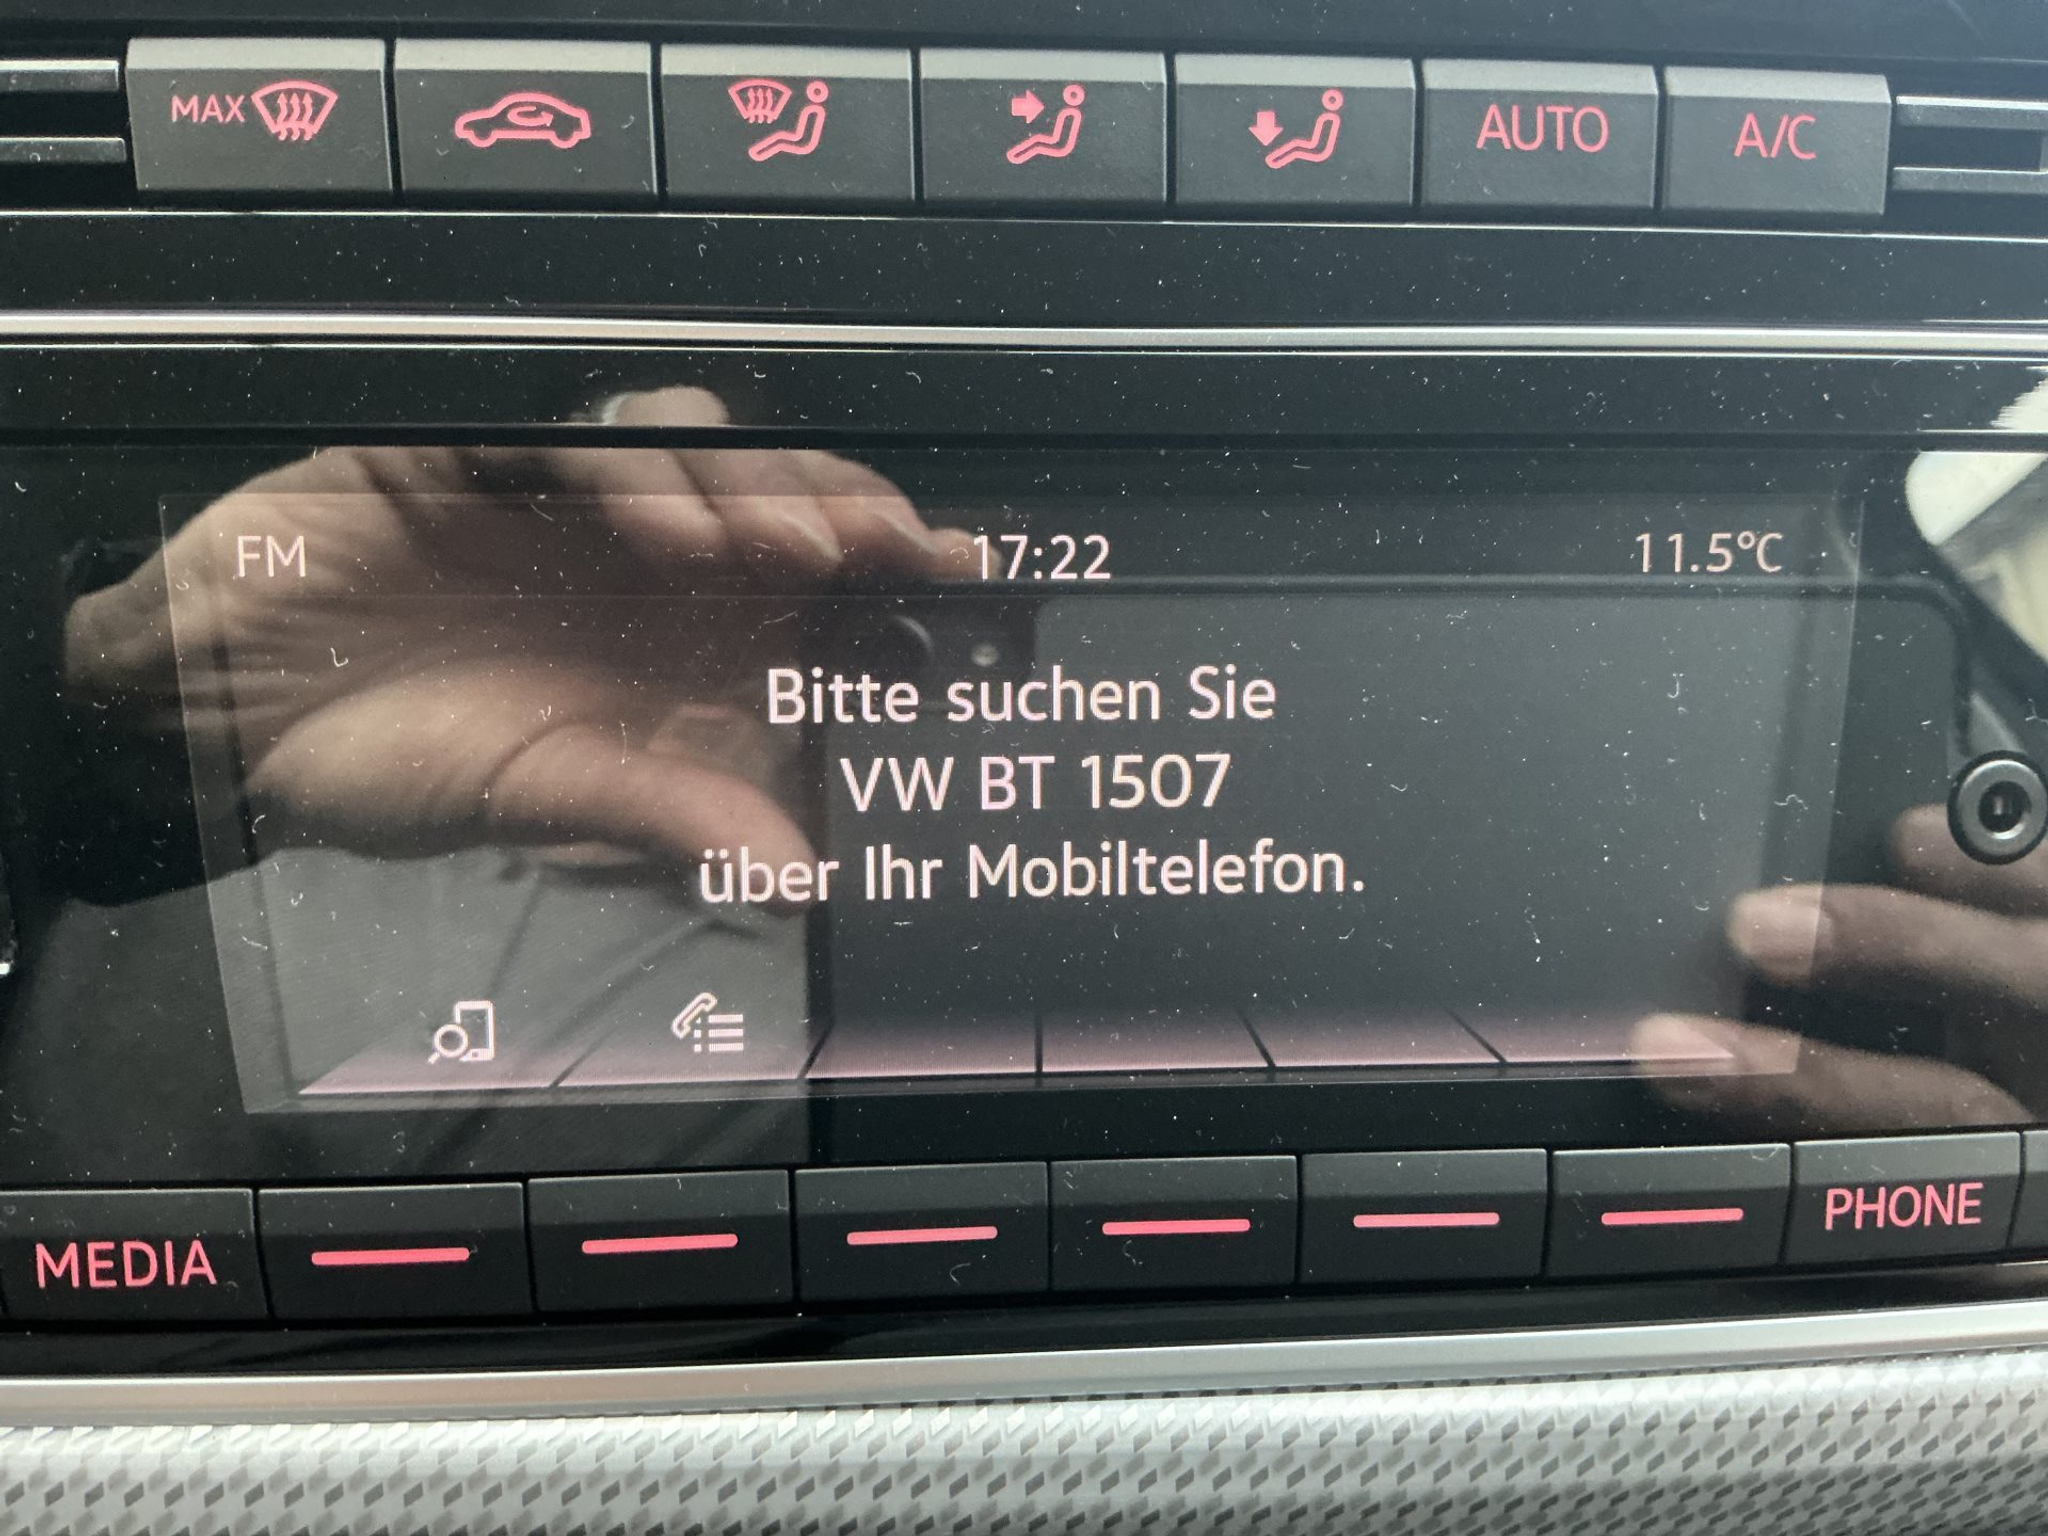 MAX
AUTO
A/C
FM 17:22 11.5°C
Bitte suchen Sie
VW BT 1507
über Ihr Mobiltelefon.
MEDIA
PHONE